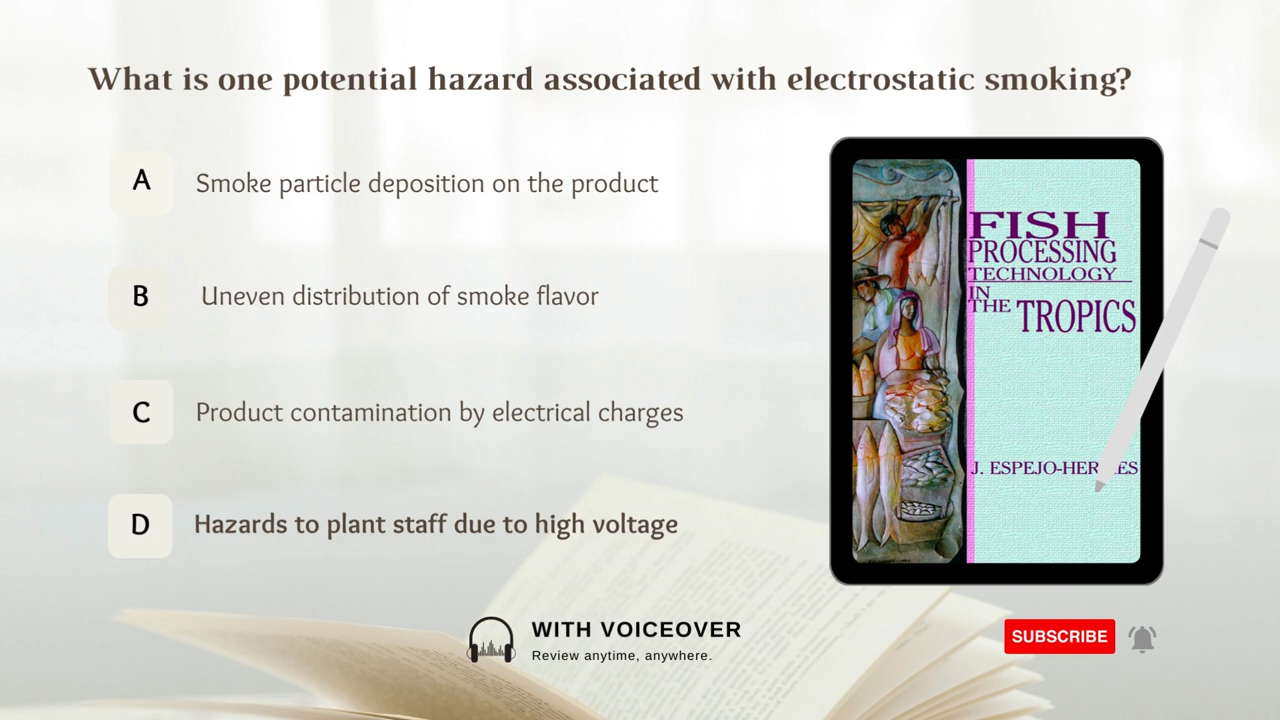 What is one potential hazard associated with electrostatic smoking?
A
Smoke particle deposition on the product
B
Uneven distribution of smoke flavor
C
Product contamination by electrical charges
D
Hazards to plant staff due to high voltage
FISH
PROCESSING
TECHNOLOGY
IN
THE TROPICS
J. ESPEJO-HERMES
WITH VOICEOVER
Review anytime, anywhere.
SUBSCRIBE